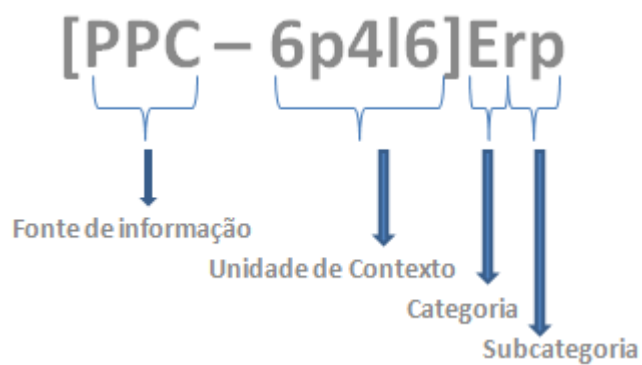 [PPC – 6p4l6]Erp
Fonte de informação
Unidade de Contexto
Categoria
Subcategoria